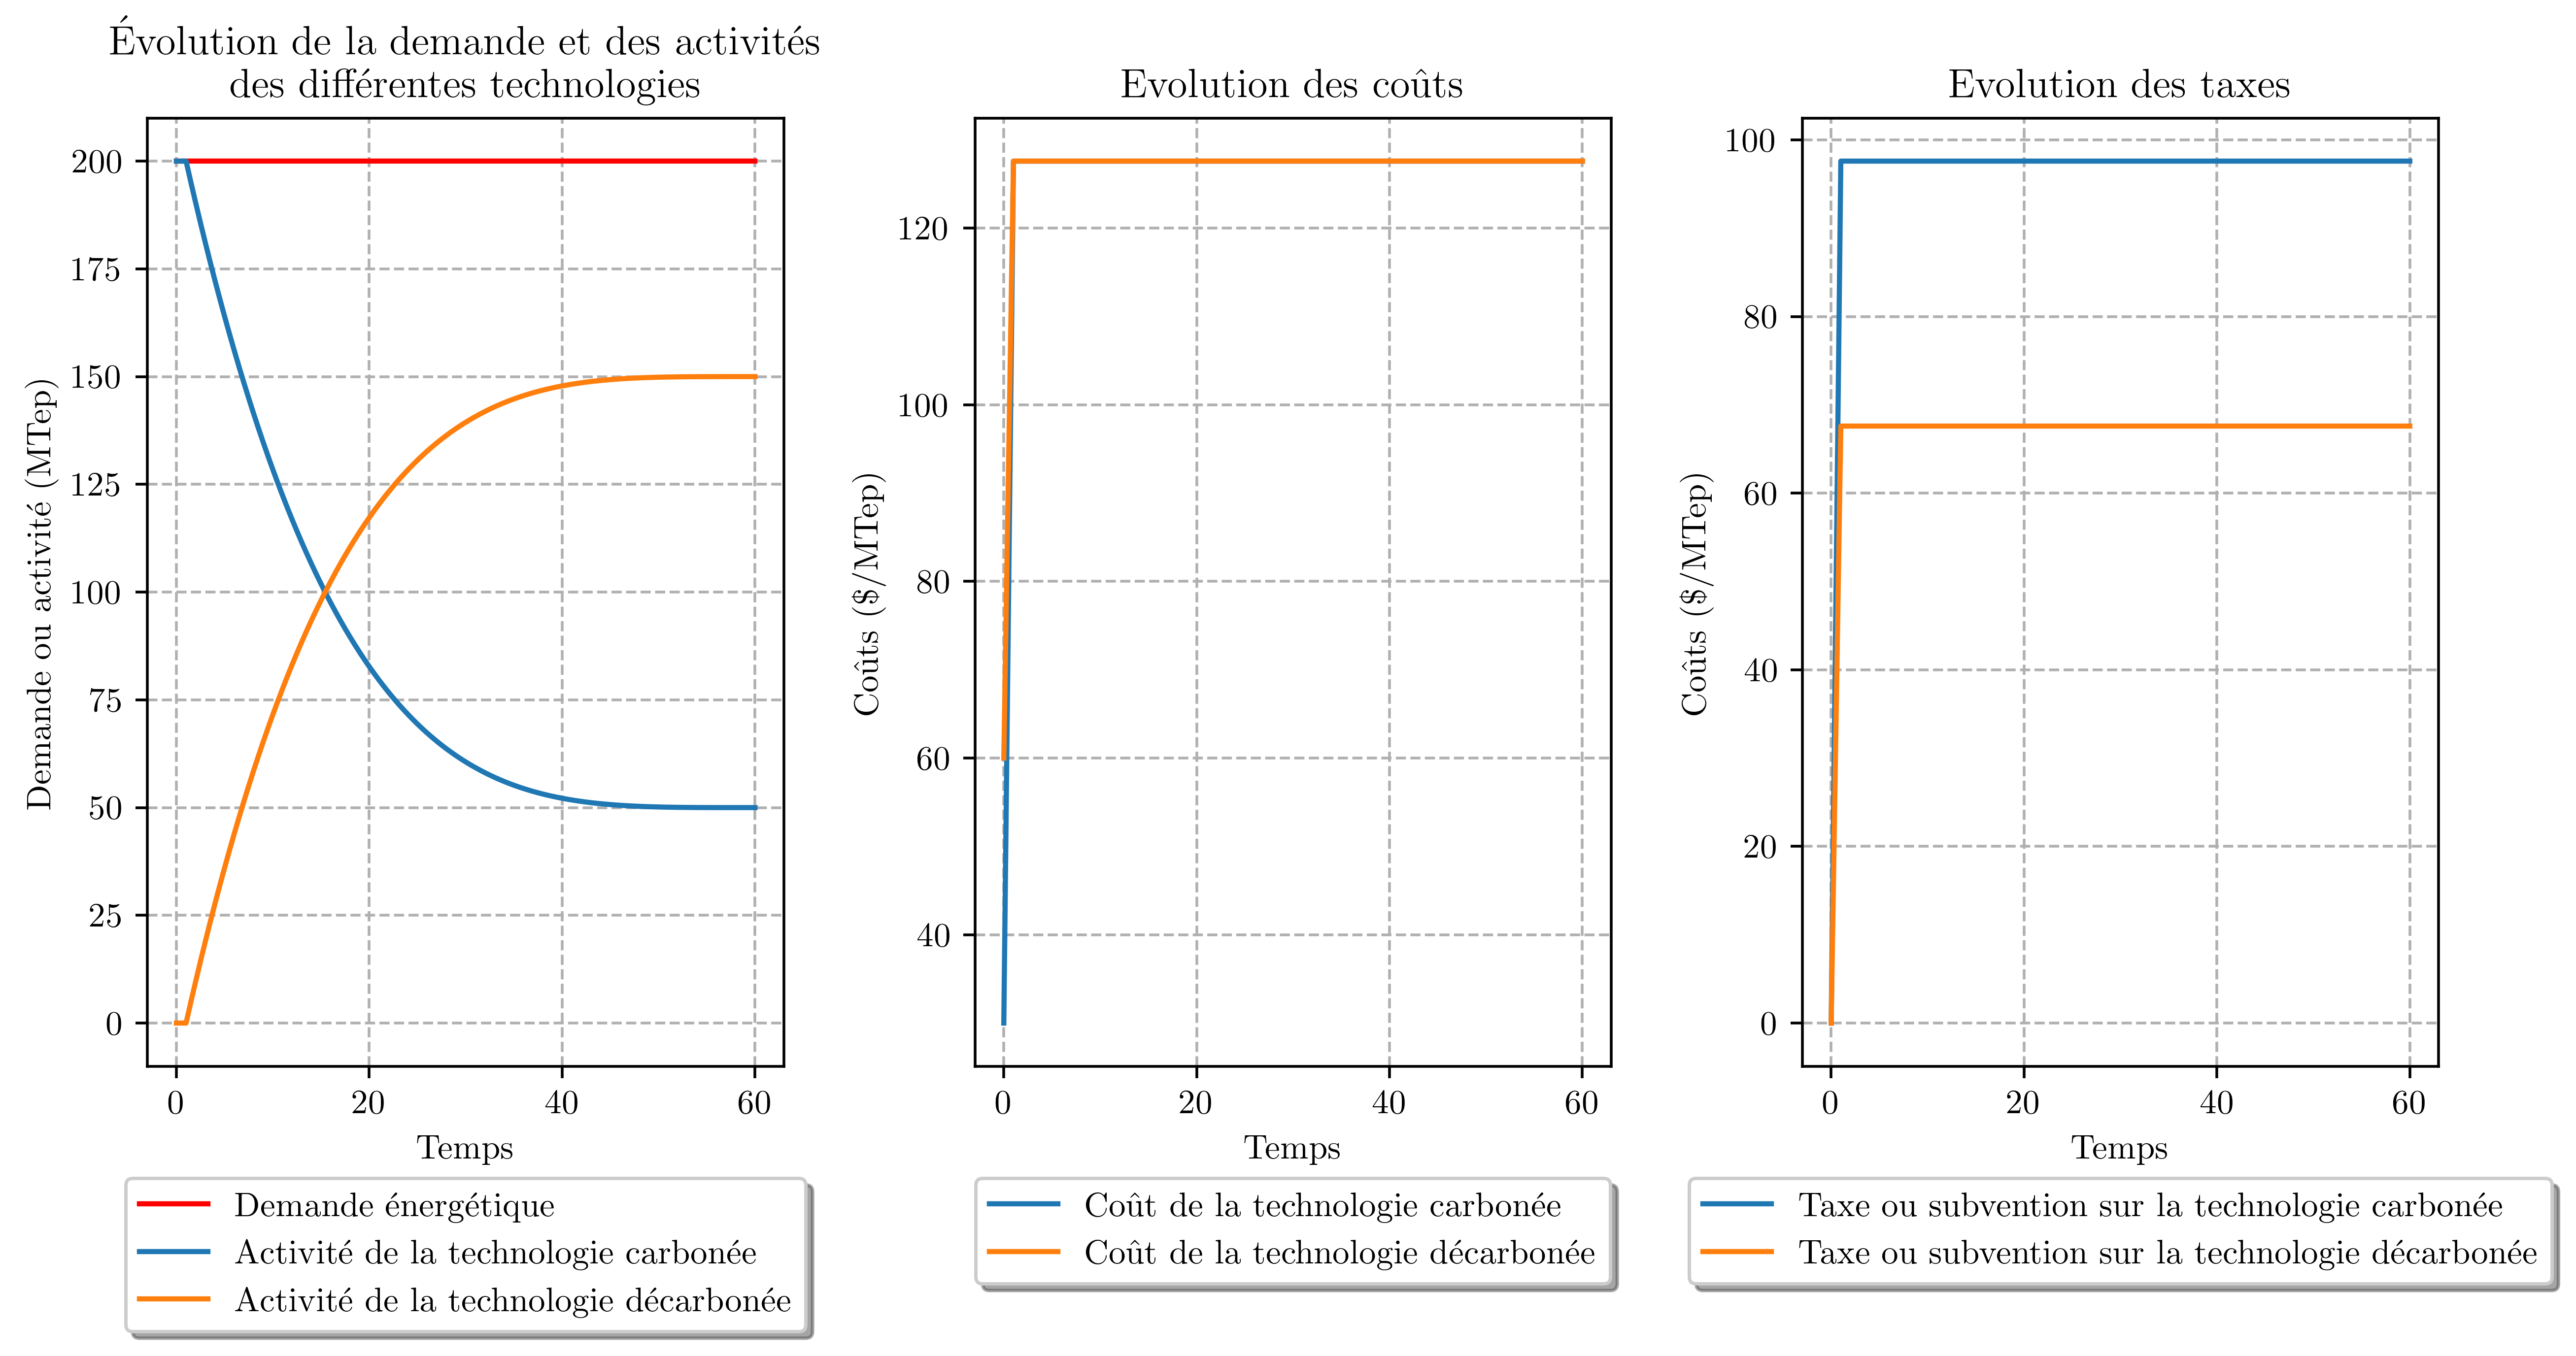 Évolution de la demande et des activités
des différentes technologies
Demande ou activité (MTep)
200
175
150
125
100
75
50
25
0
0 20 40 60
Temps
Demande énergétique
Activité de la technologie carbonée
Activité de la technologie décarbonée
Evolution des coûts
Coûts ($/MTep)
120
100
80
60
40
0 20 40 60
Temps
Coût de la technologie carbonée
Coût de la technologie décarbonée
Evolution des taxes
Coûts ($/MTep)
100
80
60
40
20
0
0 20 40 60
Temps
Taxe ou subvention sur la technologie carbonée
Taxe ou subvention sur la technologie décarbonée